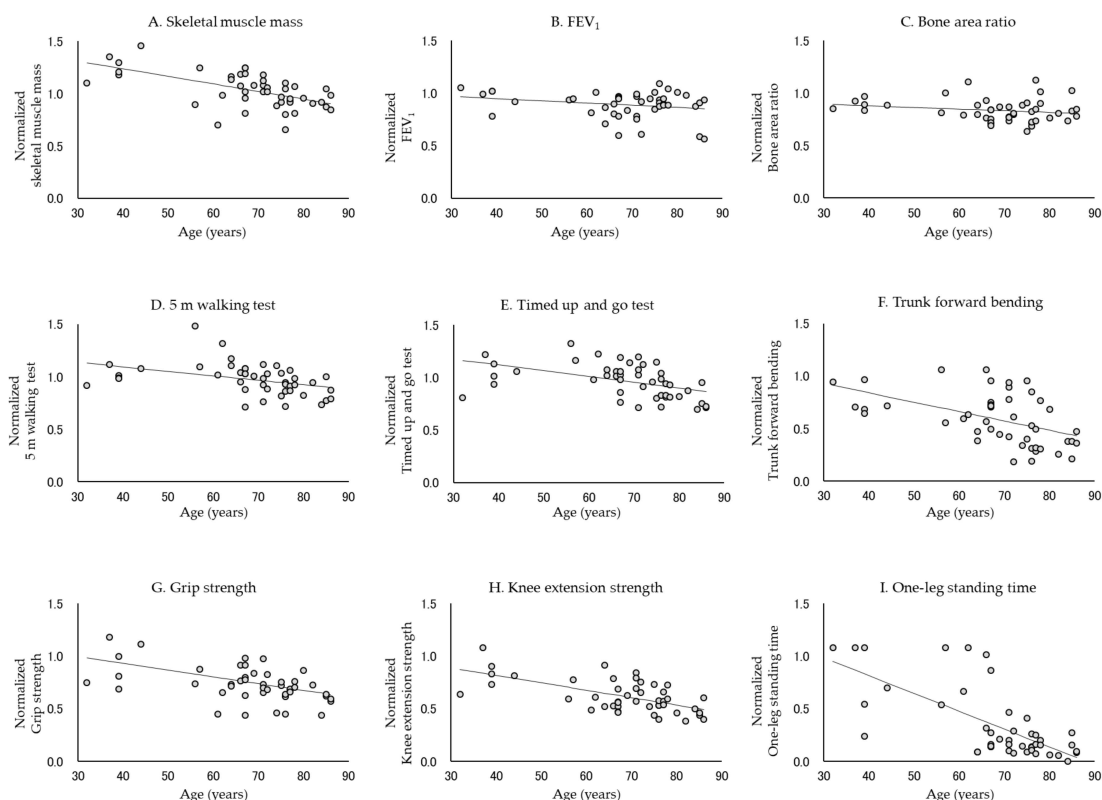 A. Skeletal muscle mass
1.5
1.0
0.5
0.0
Normalized
skeletal muscle mass
30 40 50 60 70 80 90
Age (years)
B. FEV1
1.5
1.0
0.5
0.0
Normalized
FEV1
30 40 50 60 70 80 90
Age (years)
C. Bone area ratio
1.5
1.0
0.5
0.0
Normalized
Bone area ratio
30 40 50 60 70 80 90
Age (years)
D. 5 m walking test
1.5
1.0
0.5
0.0
Normalized
5 m walking test
30 40 50 60 70 80 90
Age (years)
E. Timed up and go test
1.5
1.0
0.5
0.0
Normalized
Timed up and go test
30 40 50 60 70 80 90
Age (years)
F. Trunk forward bending
1.5
1.0
0.5
0.0
Normalized
Trunk forward bending
30 40 50 60 70 80 90
Age (years)
G. Grip strength
1.5
1.0
0.5
0.0
Normalized
Grip strength
30 40 50 60 70 80 90
Age (years)
H. Knee extension strength
1.5
1.0
0.5
0.0
Normalized
Knee extension strength
30 40 50 60 70 80 90
Age (years)
I. One-leg standing time
1.5
1.0
0.5
0.0
Normalized
One-leg standing time
30 40 50 60 70 80 90
Age (years)